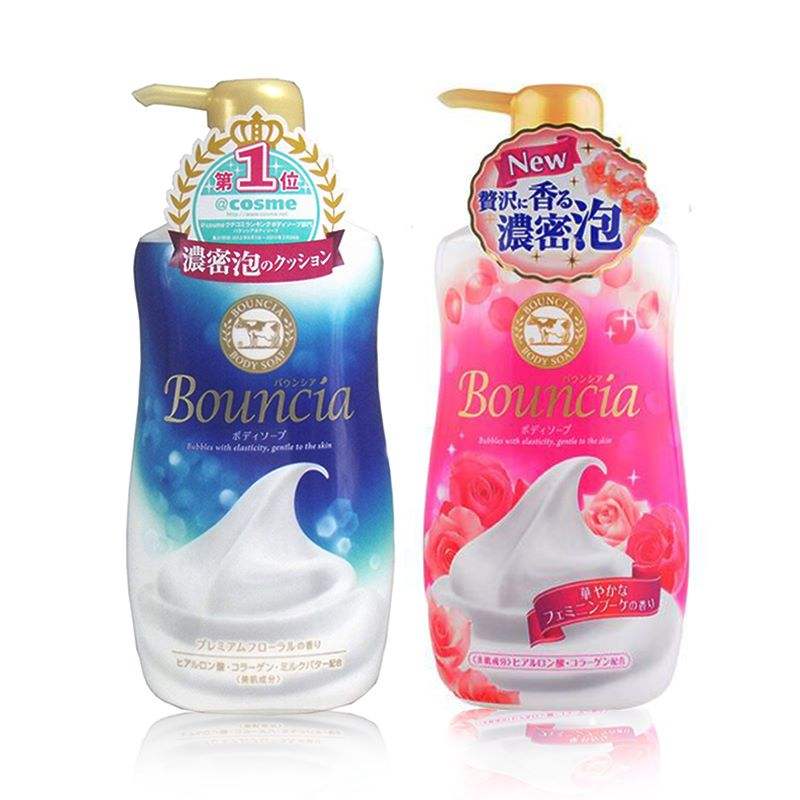 第1位
@cosme
http://www.cosme.net
濃密泡のクッション
BOUNCIA
BODY SOAP
バウンシア
Bouncia
ボディソープ
Bubbles with elasticity, gentle to the skin
プレミアムフローラルの香り
ヒアルロン酸・コラーゲン・ミルクバター配合
〈美肌成分〉
New
贅沢に香る
濃密泡
BOUNCIA
BODY SOAP
バウンシア
Bouncia
ボディソープ
Bubbles with elasticity, gentle to the skin
華やかな
フェミニンブーケの香り
〈美肌成分〉ヒアルロン酸・コラーゲン配合